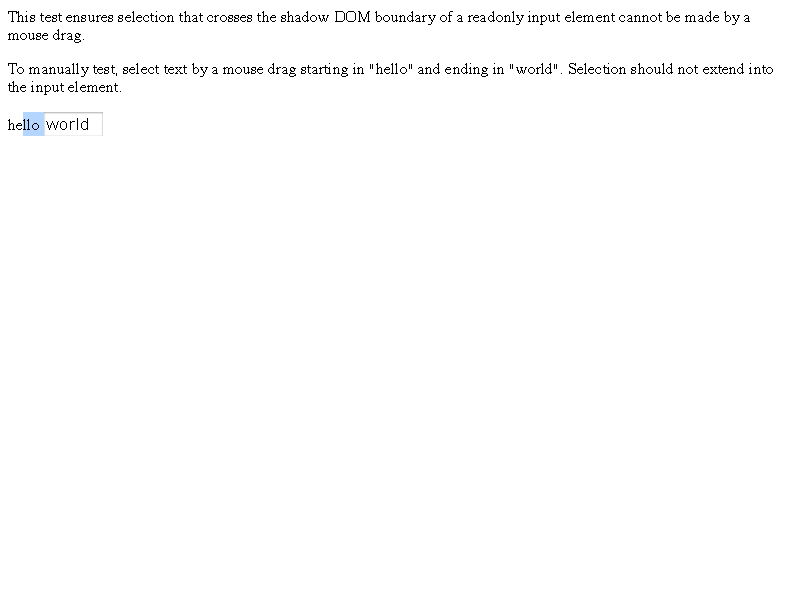 This test ensures selection that crosses the shadow DOM boundary of a readonly input element cannot be made by a
mouse drag.
To manually test, select text by a mouse drag starting in "hello" and ending in "world". Selection should not extend into
the input element.
hello world